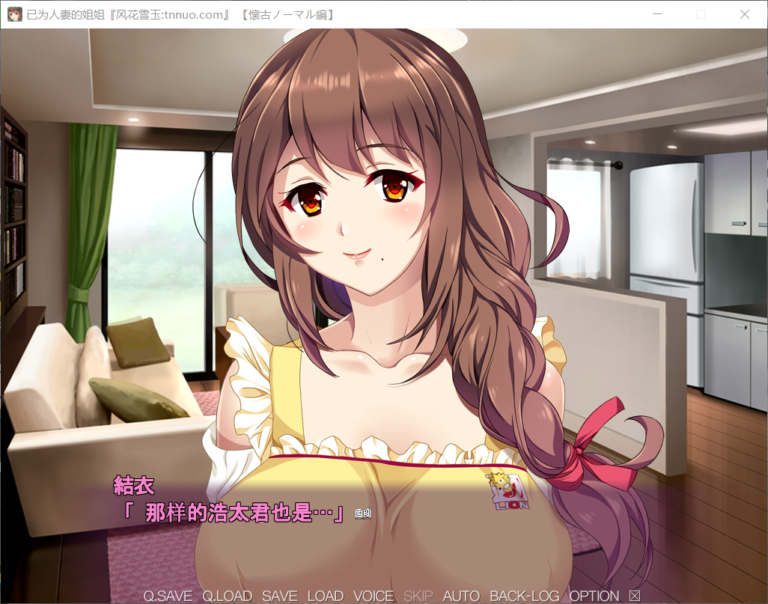 已为人妻的姐姐『风花雪玉:tnnuo.com』 【懐古ノーマル編】
結衣
「 那样的浩太君也是…」
Q.SAVE Q.LOAD SAVE LOAD VOICE SKIP AUTO BACK-LOG OPTION